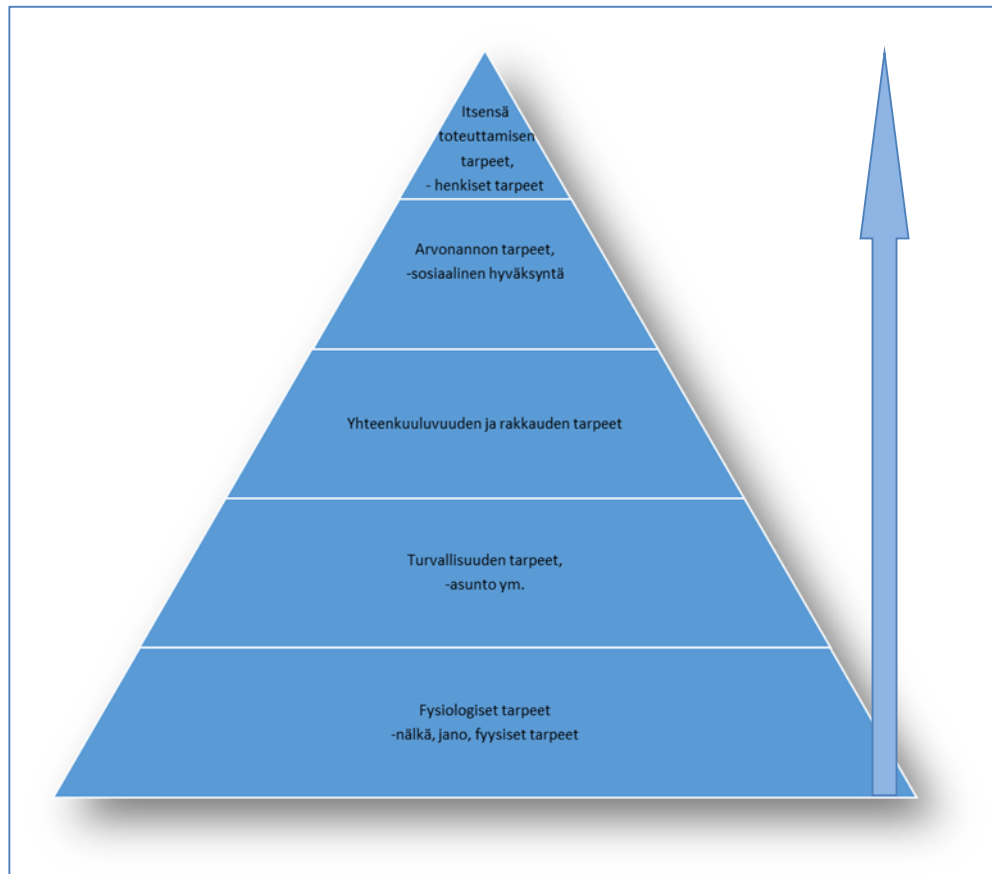 Itsensä
toteuttamisen
tarpeet,
- henkiset tarpeet
Arvonannon tarpeet,
-sosiaalinen hyväksyntä
Yhteenkuuluvuuden ja rakkauden tarpeet
Turvallisuuden tarpeet,
-asunto ym.
Fysiologiset tarpeet
-nälkä, jano, fyysiset tarpeet